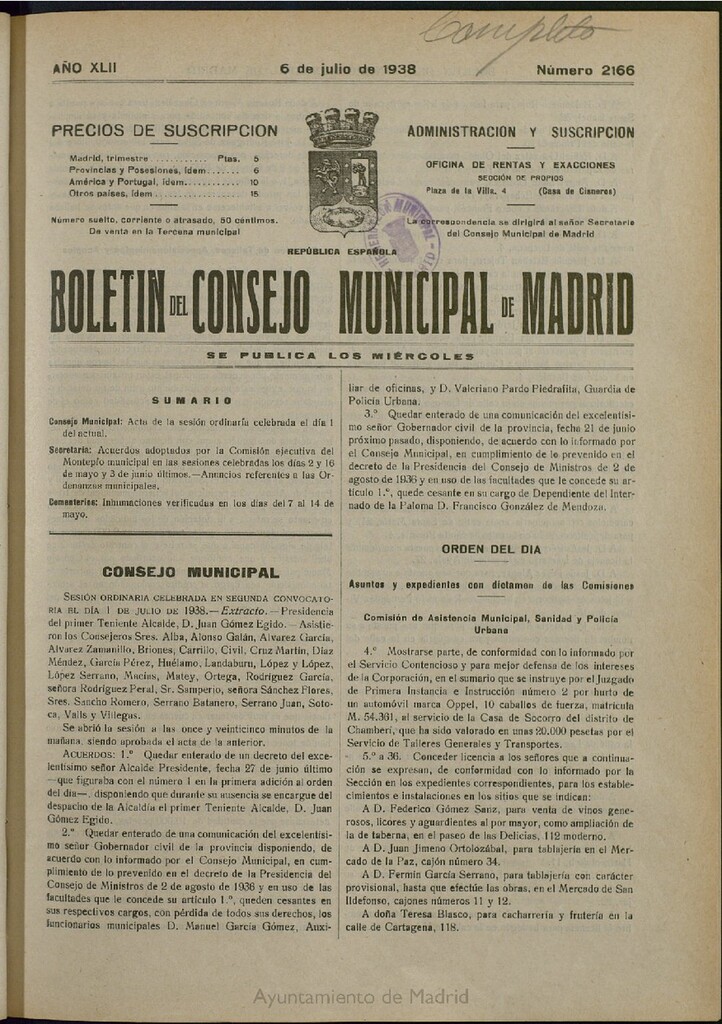 Completo
AÑO XLII
6 de julio de 1938
Número 2166
PRECIOS DE SUSCRIPCION
Madrid, trimestre ........... Ptas. 5
Provincias y Posesiones, ídem....... 6
América y Portugal, ídem........... 10
Otros países, ídem................ 15
Número suelto, corriente o atrasado, 50 céntimos.
De venta en la Tercena municipal
ADMINISTRACION Y SUSCRIPCION
OFICINA DE RENTAS Y EXACCIONES
SECCIÓN DE PROPIOS
Plaza de la Villa, 4 (Casa de Cisneros)
La correspondencia se dirigirá al señor Secretario
del Consejo Municipal de Madrid
REPÚBLICA ESPAÑOLA
BOLETIN DEL CONSEJO MUNICIPAL DE MADRID
SE PUBLICA LOS MIÉRCOLES
SUMARIO
Consejo Municipal: Acta de la sesión ordinaria celebrada el día 1
del actual.
Secretaría: Acuerdos adoptados por la Comisión ejecutiva del
Montepío municipal en las sesiones celebradas los días 2 y 16
de mayo y 3 de junio últimos.—Anuncios referentes a las Or-
denanzas municipales.
Cementerios: Inhumaciones verificadas en los días del 7 al 14 de
mayo.
CONSEJO MUNICIPAL
SESIÓN ORDINARIA CELEBRADA EN SEGUNDA CONVOCATO-
RIA EL DÍA 1 DE JULIO DE 1938.—Extracto.—Presidencia
del primer Teniente Alcalde, D. Juan Gómez Egido.—Asistie-
ron los Consejeros Sres. Alba, Alonso Galán, Alvarez García,
Alvarez Zamanillo, Briones, Carrillo, Civil, Cruz Martín, Díaz
Méndez, García Pérez, Huélamo, Landaburu, López y López,
López Serrano, Macías, Matey, Ortega, Rodríguez García,
señora Rodríguez Peral, Sr. Samperio, señora Sánchez Flores,
Sres. Sancho Romero, Serrano Batanero, Serrano Juan, Soto-
ca, Valls y Villegas.
Se abrió la sesión a las once y veinticinco minutos de la
mañana, siendo aprobada el acta de la anterior.
ACUERDOS: 1.º Quedar enterado de un decreto del exce-
lentísimo señor Alcalde Presidente, fecha 27 de junio último
—que figuraba con el número 1 en la primera adición al orden
del día—, disponiendo que durante su ausencia se encargue del
despacho de la Alcaldía el primer Teniente Alcalde, D. Juan
Gómez Egido.
2.º Quedar enterado de una comunicación del excelentísi-
mo señor Gobernador civil de la provincia disponiendo, de
acuerdo con lo informado por el Consejo Municipal, en cum-
plimiento de lo prevenido en el decreto de la Presidencia del
Consejo de Ministros de 2 de agosto de 1936 y en uso de las
facultades que le concede su artículo 1.º, queden cesantes en
sus respectivos cargos, con pérdida de todos sus derechos, los
funcionarios municipales D. Manuel García Gómez, Auxi-
liar de oficinas, y D. Valeriano Pardo Piedrafita, Guardia de
Policía Urbana.
3.º Quedar enterado de una comunicación del excelentísi-
mo señor Gobernador civil de la provincia, fecha 21 de junio
próximo pasado, disponiendo, de acuerdo con lo informado por
el Consejo Municipal, en cumplimiento de lo prevenido en el
decreto de la Presidencia del Consejo de Ministros de 2 de
agosto de 1936 y en uso de las facultades que le concede su ar-
tículo 1.º, quede cesante en su cargo de Dependiente del Inter-
nado de la Paloma D. Francisco González de Mendoza.
ORDEN DEL DIA
Asuntos y expedientes con dictamen de las Comisiones
Comisión de Asistencia Municipal, Sanidad y Policía
Urbana
4.º Mostrarse parte, de conformidad con lo informado por
el Servicio Contencioso y para mejor defensa de los intereses
de la Corporación, en el sumario que se instruye por el Juzgado
de Primera Instancia e Instrucción número 2 por hurto de
un automóvil marca Oppel, 10 caballos de fuerza, matrícula
M. 54.361, al servicio de la Casa de Socorro del distrito de
Chamberí, que ha sido valorado en unas 20.000 pesetas por el
Servicio de Talleres Generales y Transportes.
5.º a 36. Conceder licencia a los señores que a continua-
ción se expresan, de conformidad con lo informado por la
Sección en los expedientes correspondientes, para los estable-
cimientos e instalaciones en los sitios que se indican:
A D. Federico Gómez Sanz, para venta de vinos gene-
rosos, licores y aguardientes al por mayor, como ampliación de
la de taberna, en el paseo de las Delicias, 112 moderno.
A D. Juan Jimeno Ortolozábal, para tablajería en el Mer-
cado de la Paz, cajón número 34.
A D. Fermín García Serrano, para tablajería con carácter
provisional, hasta que efectúe las obras, en el Mercado de San
Ildefonso, cajones números 11 y 12.
A doña Teresa Blasco, para cacharrería y frutería en la
calle de Cartagena, 118.
Ayuntamiento de Madrid